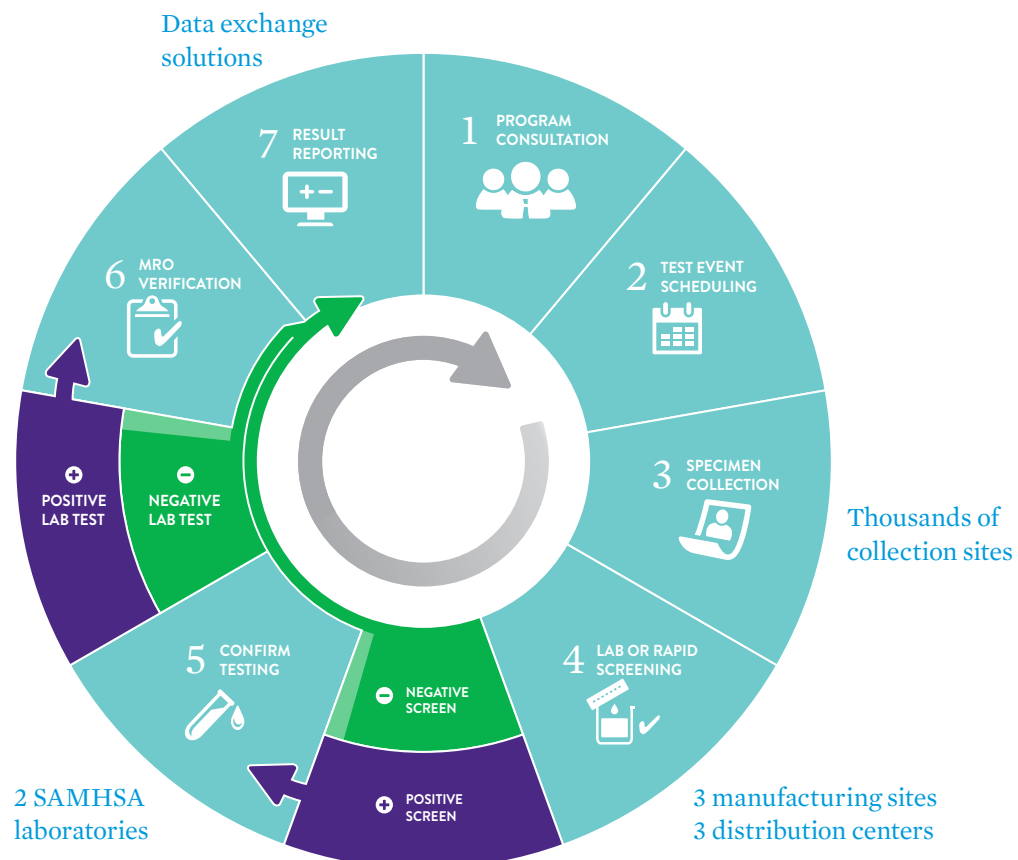 Data exchange
solutions
1 PROGRAM
CONSULTATION
2 TEST EVENT
SCHEDULING
3 SPECIMEN
COLLECTION
Thousands of
collection sites
4 LAB OR RAPID
SCREENING
3 manufacturing sites
3 distribution centers
NEGATIVE
SCREEN
POSITIVE
SCREEN
5 CONFIRM
TESTING
2 SAMHSA
laboratories
NEGATIVE
LAB TEST
POSITIVE
LAB TEST
6 MRO
VERIFICATION
7 RESULT
REPORTING